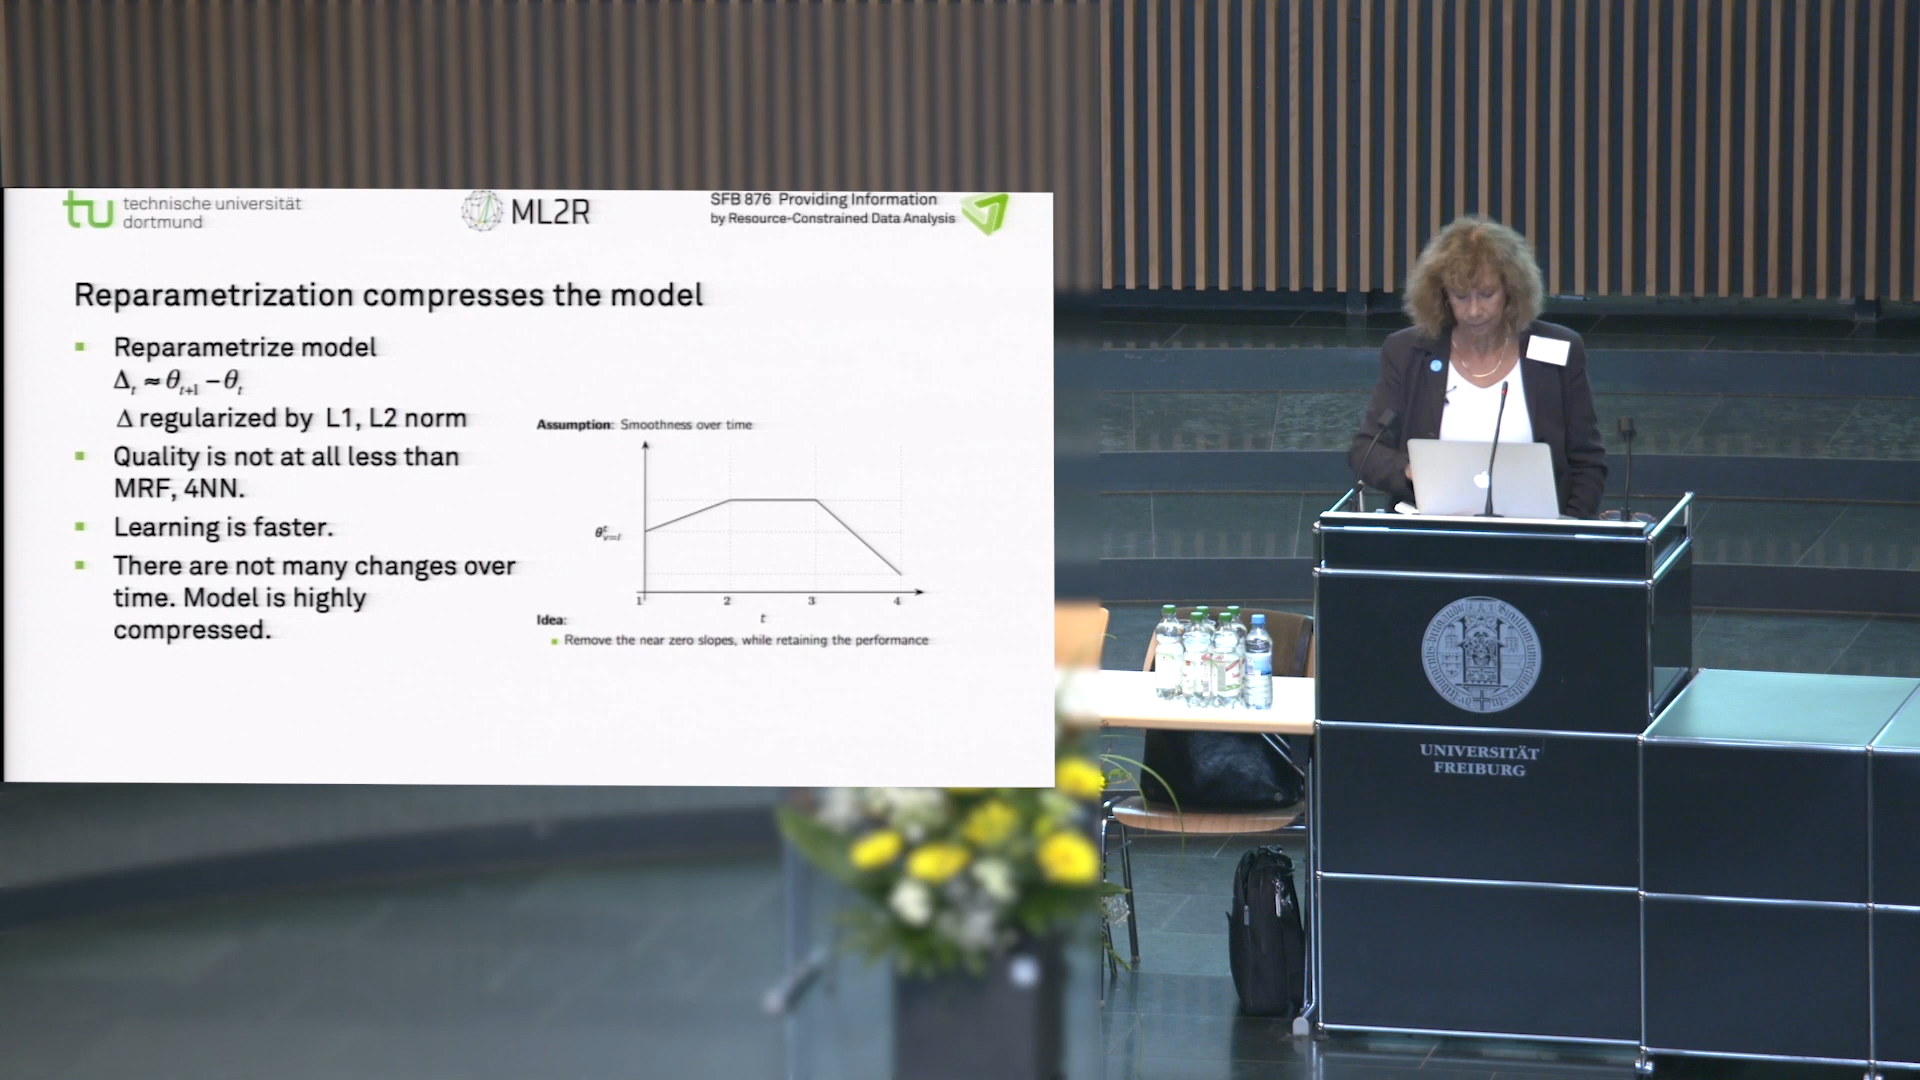 technische universität
dortmund
ML2R
SFB 876 Providing Information
by Resource-Constrained Data Analysis
Reparametrization compresses the model
▪ Reparametrize model
Δₜ ≈ θₜ₊₁ − θₜ
Δ regularized by L1, L2 norm
▪ Quality is not at all less than
MRF, 4NN.
▪ Learning is faster.
▪ There are not many changes over
time. Model is highly
compressed.
Assumption: Smoothness over time
1 2 3 4
t
Idea:
▪ Remove the near zero slopes, while retaining the performance
UNIVERSITÄT
FREIBURG